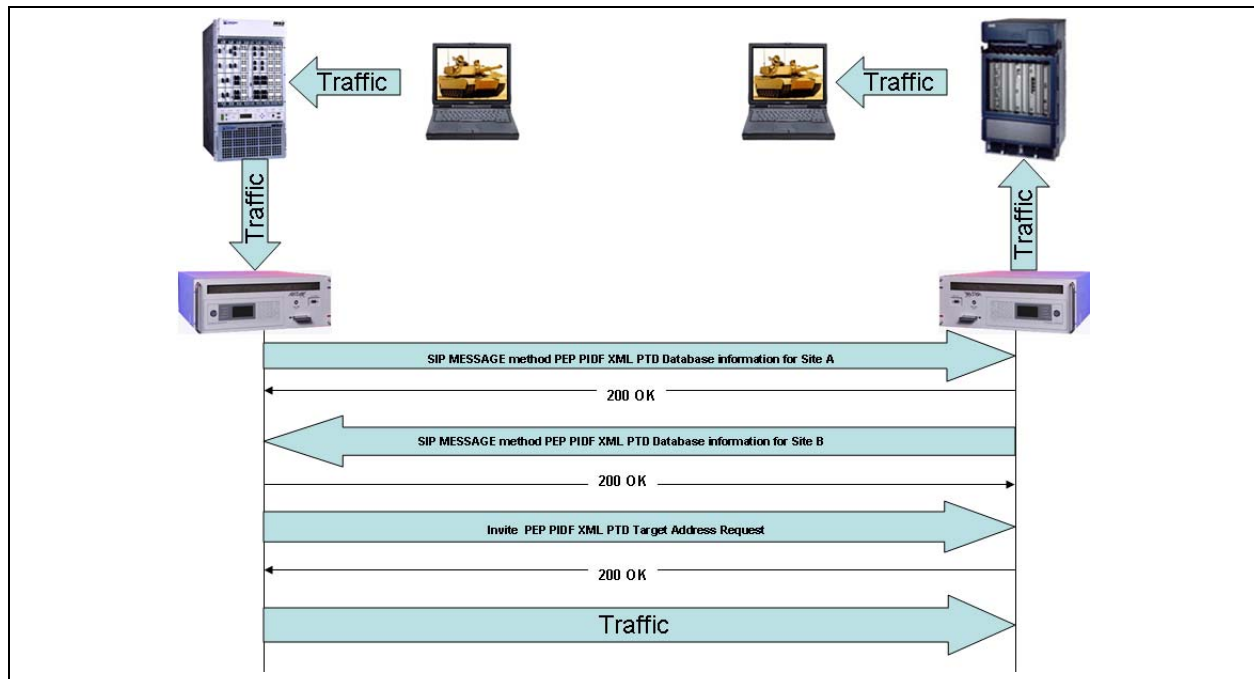 Traffic
Traffic
Traffic
Traffic
SIP MESSAGE method PEP PIDF XML PTD Database information for Site A
200 OK
SIP MESSAGE method PEP PIDF XML PTD Database information for Site B
200 OK
Invite PEP PIDF XML PTD Target Address Request
200 OK
Traffic